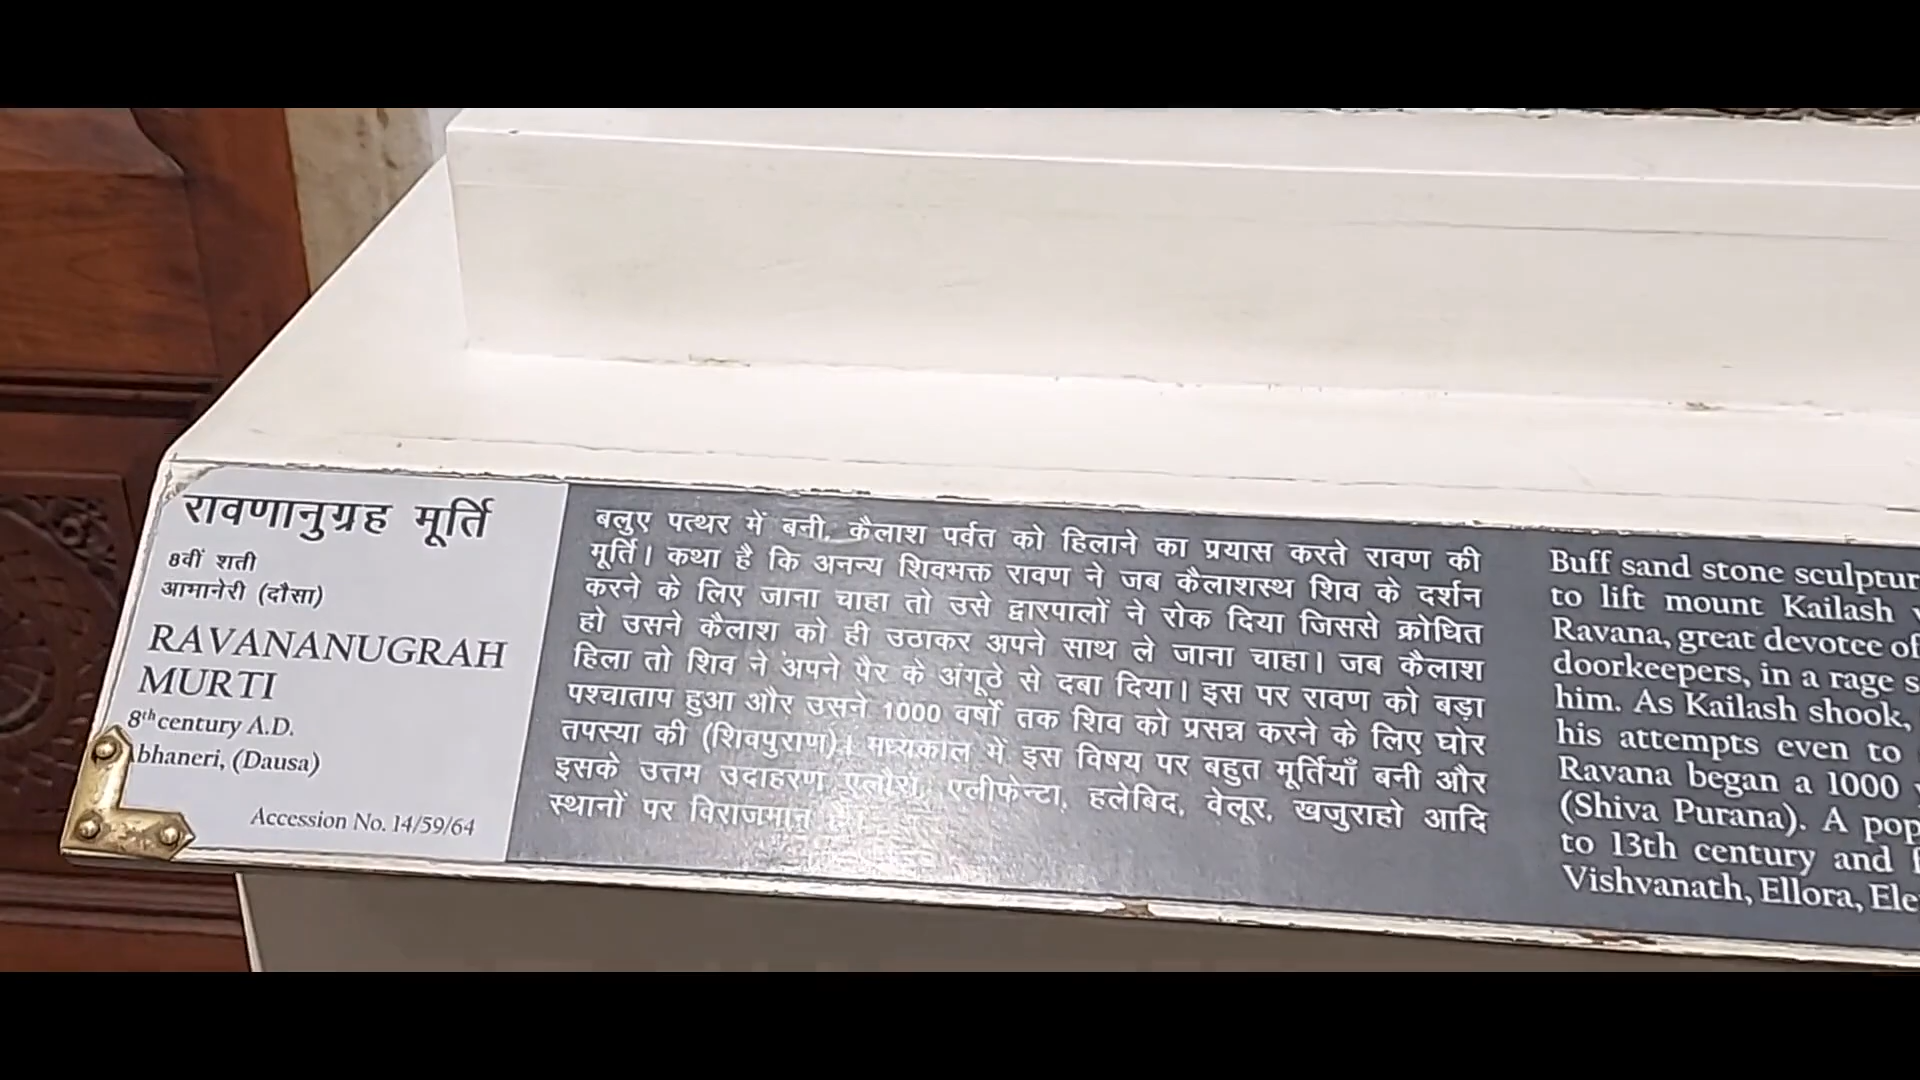 रावणानुग्रह मूर्ति
8वीं शती
आभानेरी (दौसा)
RAVANANUGRAH
MURTI
8th century A.D.
bhaneri, (Dausa)
Accession No. 14/59/64
बलुए पत्थर में बनी, कैलाश पर्वत को हिलाने का प्रयास करते रावण की
मूर्ति। कथा है कि अनन्य शिवभक्त रावण ने जब कैलाशस्थ शिव के दर्शन
करने के लिए जाना चाहा तो उसे द्वारपालों ने रोक दिया जिससे क्रोधित
हो उसने कैलाश को ही उठाकर अपने साथ ले जाना चाहा। जब कैलाश
हिला तो शिव ने अपने पैर के अंगूठे से दबा दिया। इस पर रावण को बड़ा
पश्चाताप हुआ और उसने 1000 वर्षो तक शिव को प्रसन्न करने के लिए घोर
तपस्या की (शिवपुराण)। मध्यकाल में इस विषय पर बहुत मूर्तियाँ बनी और
इसके उत्तम उदाहरण एलौरा, एलीफेन्टा, हलेबिद, वेलूर, खजुराहो आदि
स्थानों पर विराजमान है।
Buff sand stone sculptur
to lift mount Kailash
Ravana, great devotee of
doorkeepers, in a rage s
him. As Kailash shook,
his attempts even to
Ravana began a 1000
(Shiva Purana). A pop
to 13th century and
Vishvanath, Ellora, Ele